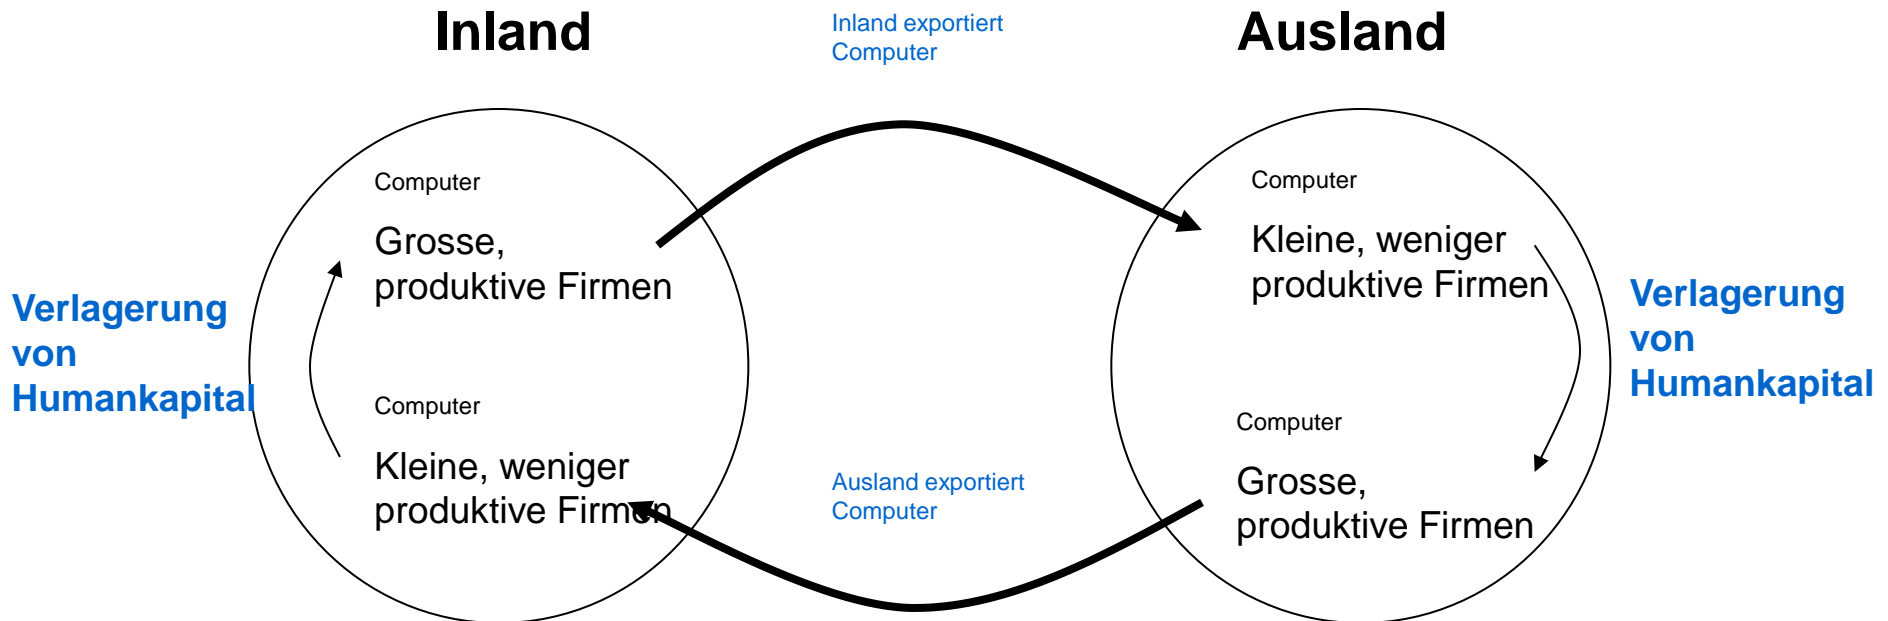 Inland
Inland exportiert
Computer
Ausland
Computer
Grosse,
produktive Firmen
Computer
Kleine, weniger
produktive Firmen
Verlagerung
von
Humankapital
Verlagerung
von
Humankapital
Computer
Kleine, weniger
produktive Firmen
Computer
Grosse,
produktive Firmen
Ausland exportiert
Computer